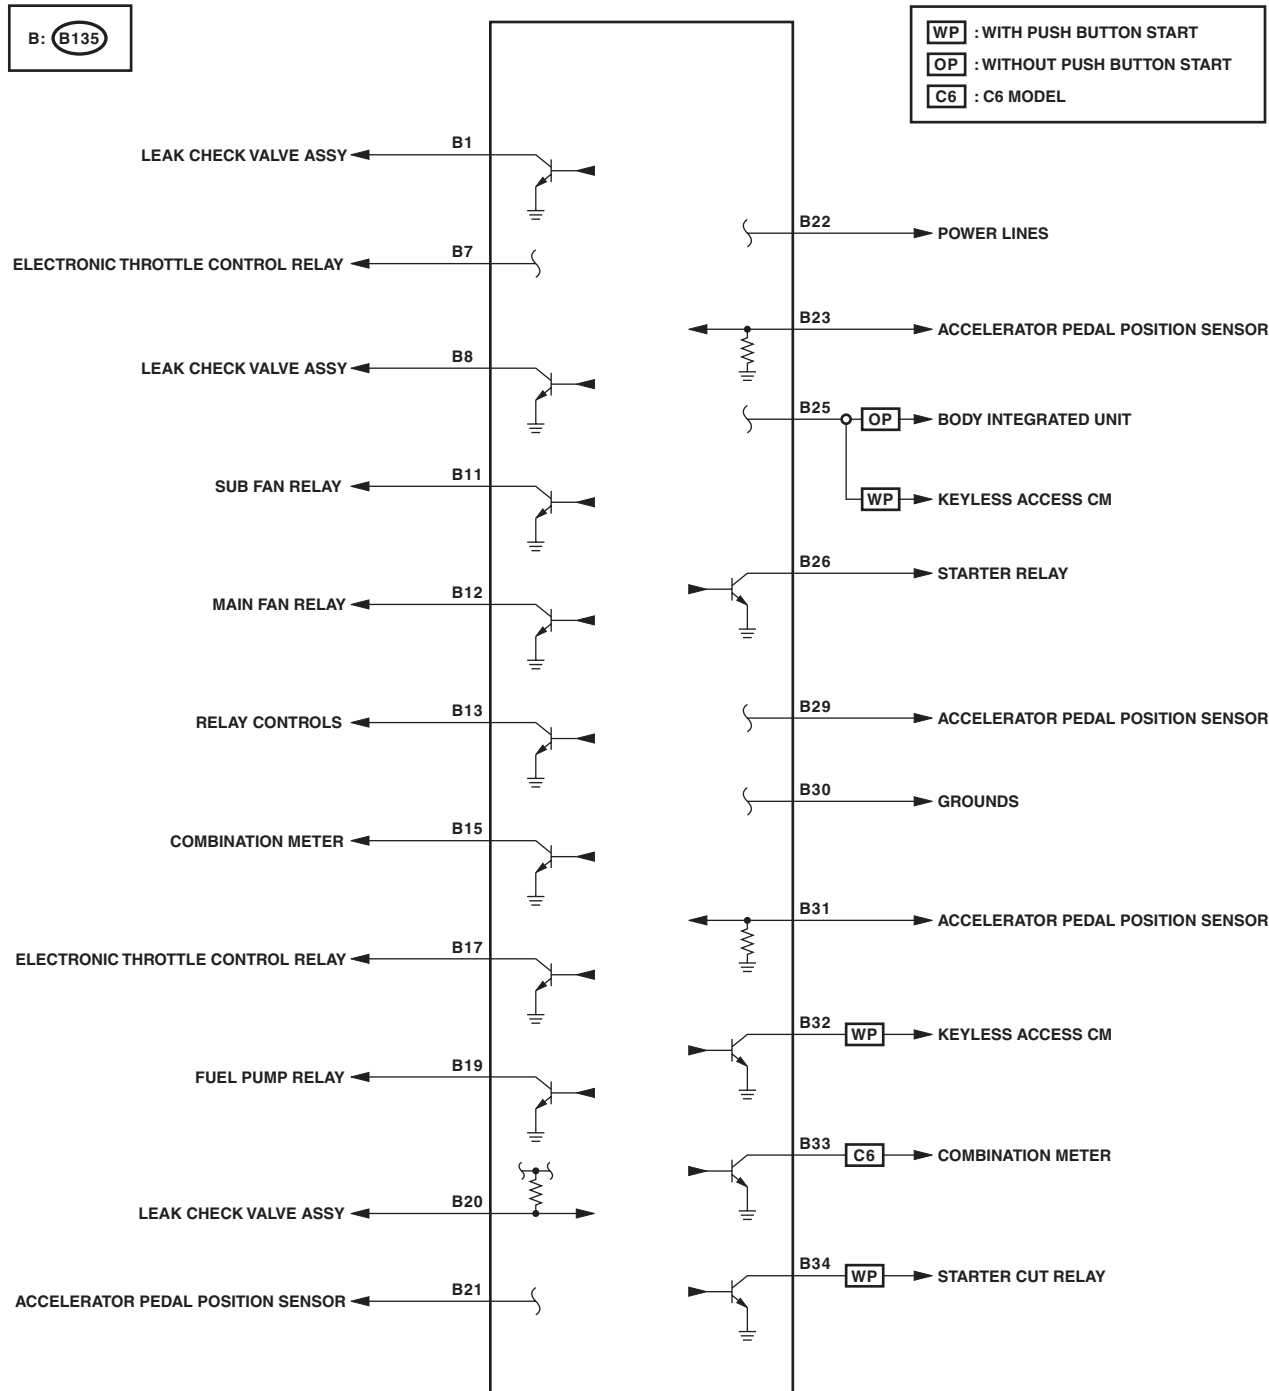 B: B135
WP : WITH PUSH BUTTON START
OP : WITHOUT PUSH BUTTON START
C6 : C6 MODEL
B1
LEAK CHECK VALVE ASSY
B7
ELECTRONIC THROTTLE CONTROL RELAY
B8
LEAK CHECK VALVE ASSY
B11
SUB FAN RELAY
B12
MAIN FAN RELAY
B13
RELAY CONTROLS
B15
COMBINATION METER
B17
ELECTRONIC THROTTLE CONTROL RELAY
B19
FUEL PUMP RELAY
B20
LEAK CHECK VALVE ASSY
B21
ACCELERATOR PEDAL POSITION SENSOR
B22
POWER LINES
B23
ACCELERATOR PEDAL POSITION SENSOR
B25
OP BODY INTEGRATED UNIT
WP KEYLESS ACCESS CM
B26
STARTER RELAY
B29
ACCELERATOR PEDAL POSITION SENSOR
B30
GROUNDS
B31
ACCELERATOR PEDAL POSITION SENSOR
B32
WP KEYLESS ACCESS CM
B33
C6 COMBINATION METER
B34
WP STARTER CUT RELAY